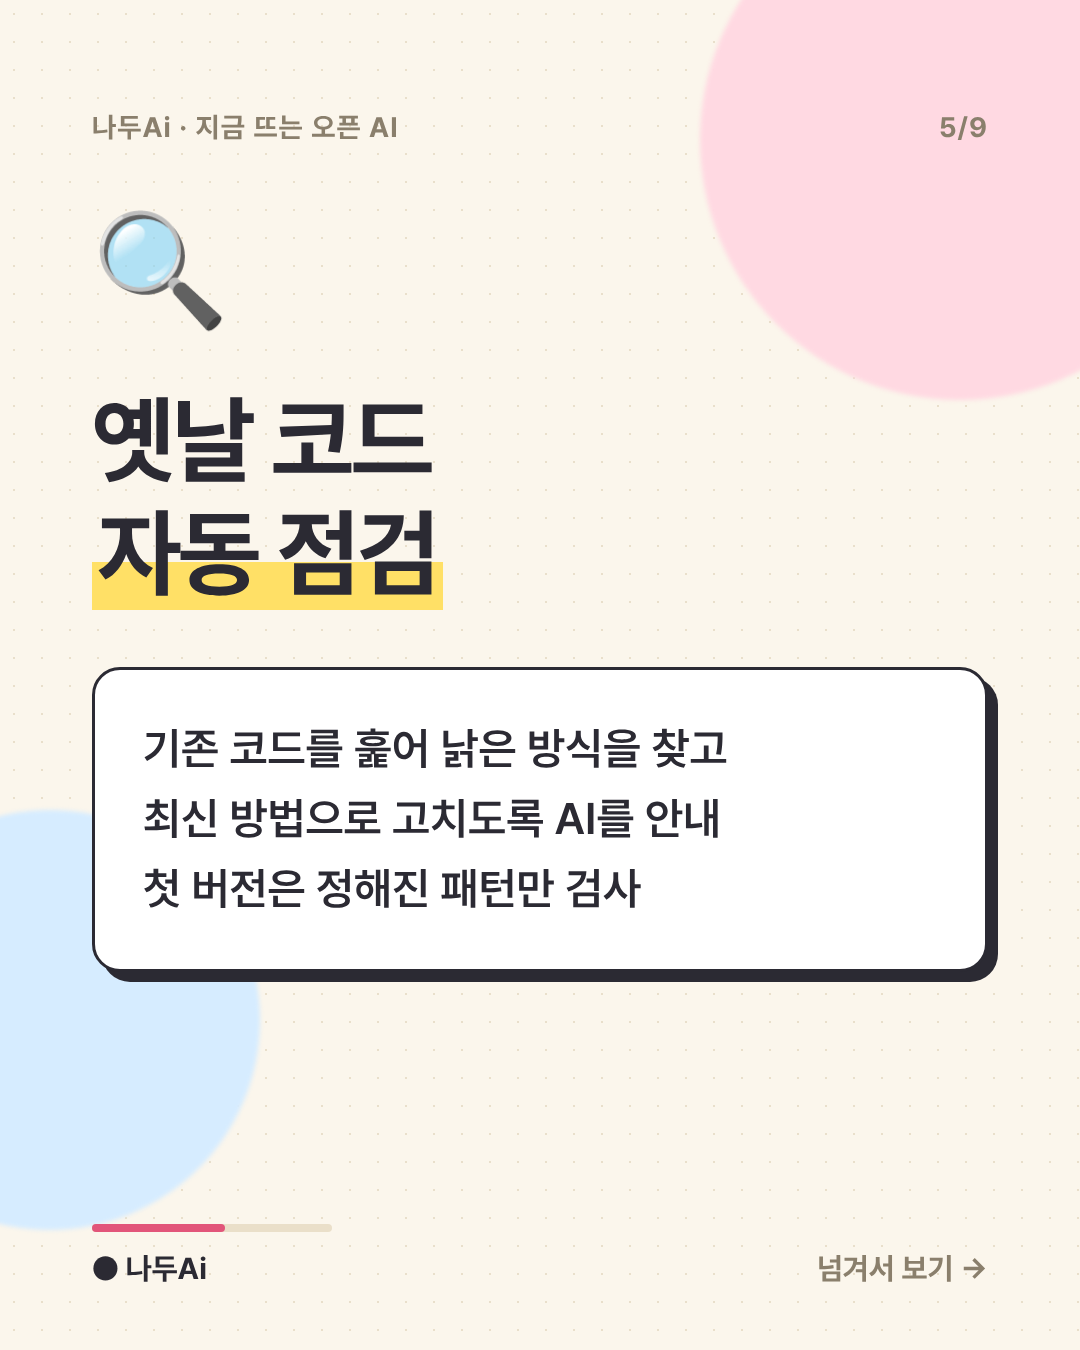 나두Ai · 지금 뜨는 오픈 AI
5/9
옛날 코드
자동 점검
기존 코드를 훑어 낡은 방식을 찾고
최신 방법으로 고치도록 AI를 안내
첫 버전은 정해진 패턴만 검사
나두Ai
넘겨서 보기 →